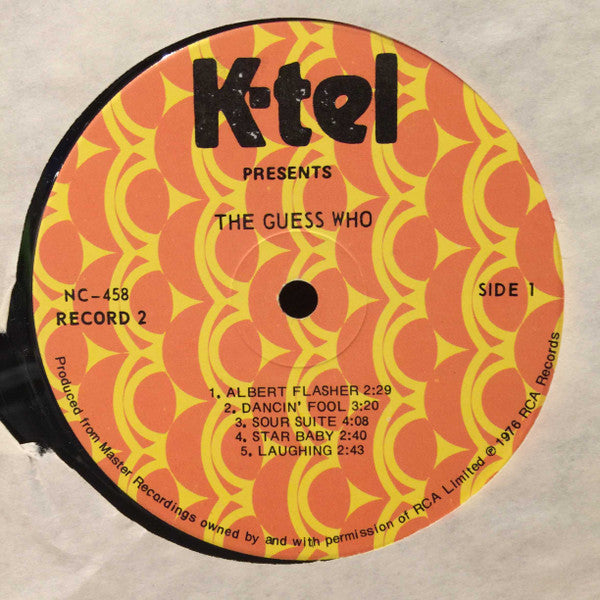 K-tel
PRESENTS
THE GUESS WHO
NC-458
RECORD 2
SIDE 1
1. ALBERT FLASHER 2:29
2. DANCIN' FOOL 3:20
3. SOUR SUITE 4:08
4. STAR BABY 2:40
5. LAUGHING 2:43
Produced from Master Recordings owned by and with permission of RCA Limited ℗ 1976 RCA Records